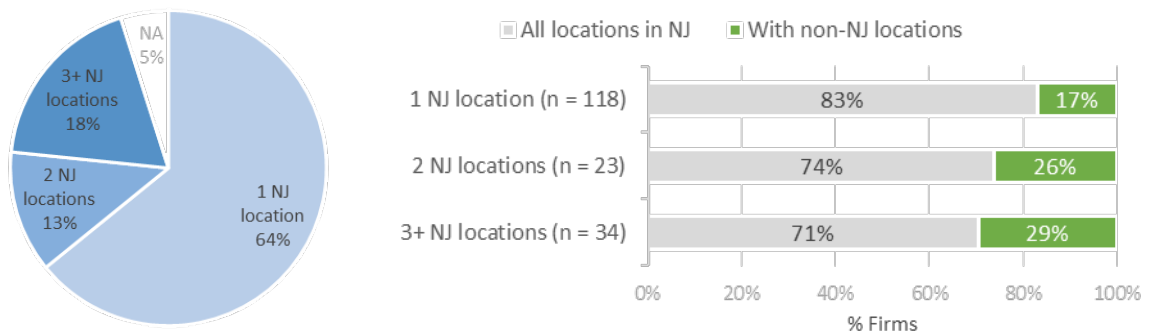 NA
5%
3+ NJ
locations
18%
2 NJ
locations
13%
1 NJ
location
64%
All locations in NJ With non-NJ locations
1 NJ location (n = 118) 83% 17%
2 NJ locations (n = 23) 74% 26%
3+ NJ locations (n = 34) 71% 29%
0% 20% 40% 60% 80% 100%
% Firms